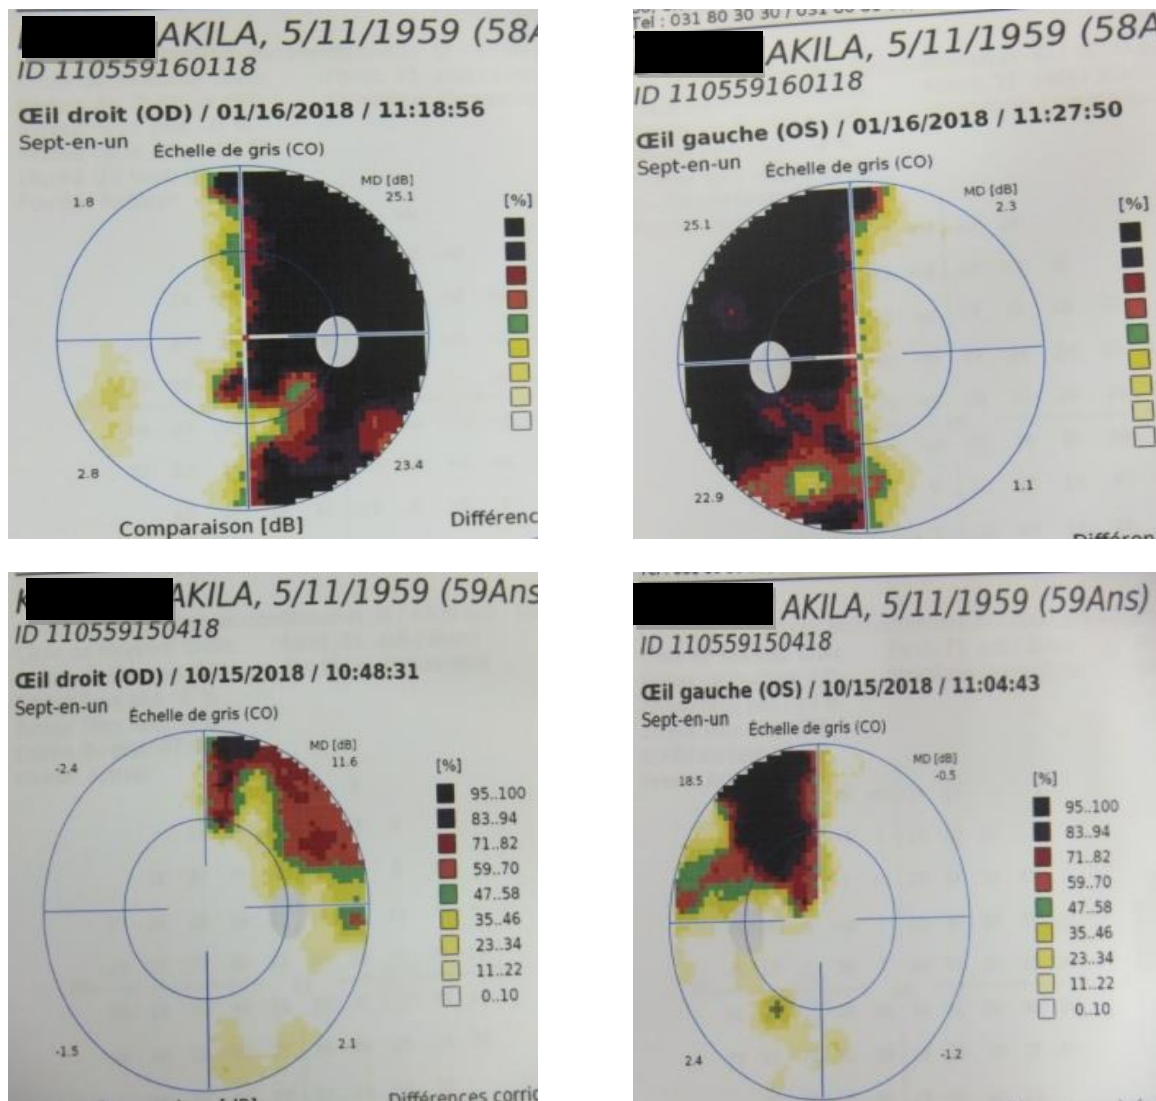 AKILA, 5/11/1959 (58A
ID 110559160118
Œil droit (OD) / 01/16/2018 / 11:18:56
Sept-en-un
Échelle de gris (CO)
MD [dB]
1.8
25.1
[%]
2.8
23.4
Comparaison [dB]
Différenc
Tel : 031 80 30 30 /
AKILA, 5/11/1959 (58A
ID 110559160118
Œil gauche (OS) / 01/16/2018 / 11:27:50
Sept-en-un
Échelle de gris (CO)
MD [dB]
25.1
2.3
[%]
22.9
1.1
Différen
K AKILA, 5/11/1959 (59Ans
ID 110559150418
Œil droit (OD) / 10/15/2018 / 10:48:31
Sept-en-un
Échelle de gris (CO)
MD [dB]
-2.4
11.6
[%]
95..100
83..94
71..82
59..70
47..58
35..46
23..34
11..22
0..10
-1.5
2.1
Différences corrig
AKILA, 5/11/1959 (59Ans)
ID 110559150418
Œil gauche (OS) / 10/15/2018 / 11:04:43
Sept-en-un
Échelle de gris (CO)
MD [dB]
18.5
-0.5
[%]
95..100
83..94
71..82
59..70
47..58
35..46
23..34
11..22
0..10
2.4
-1.2